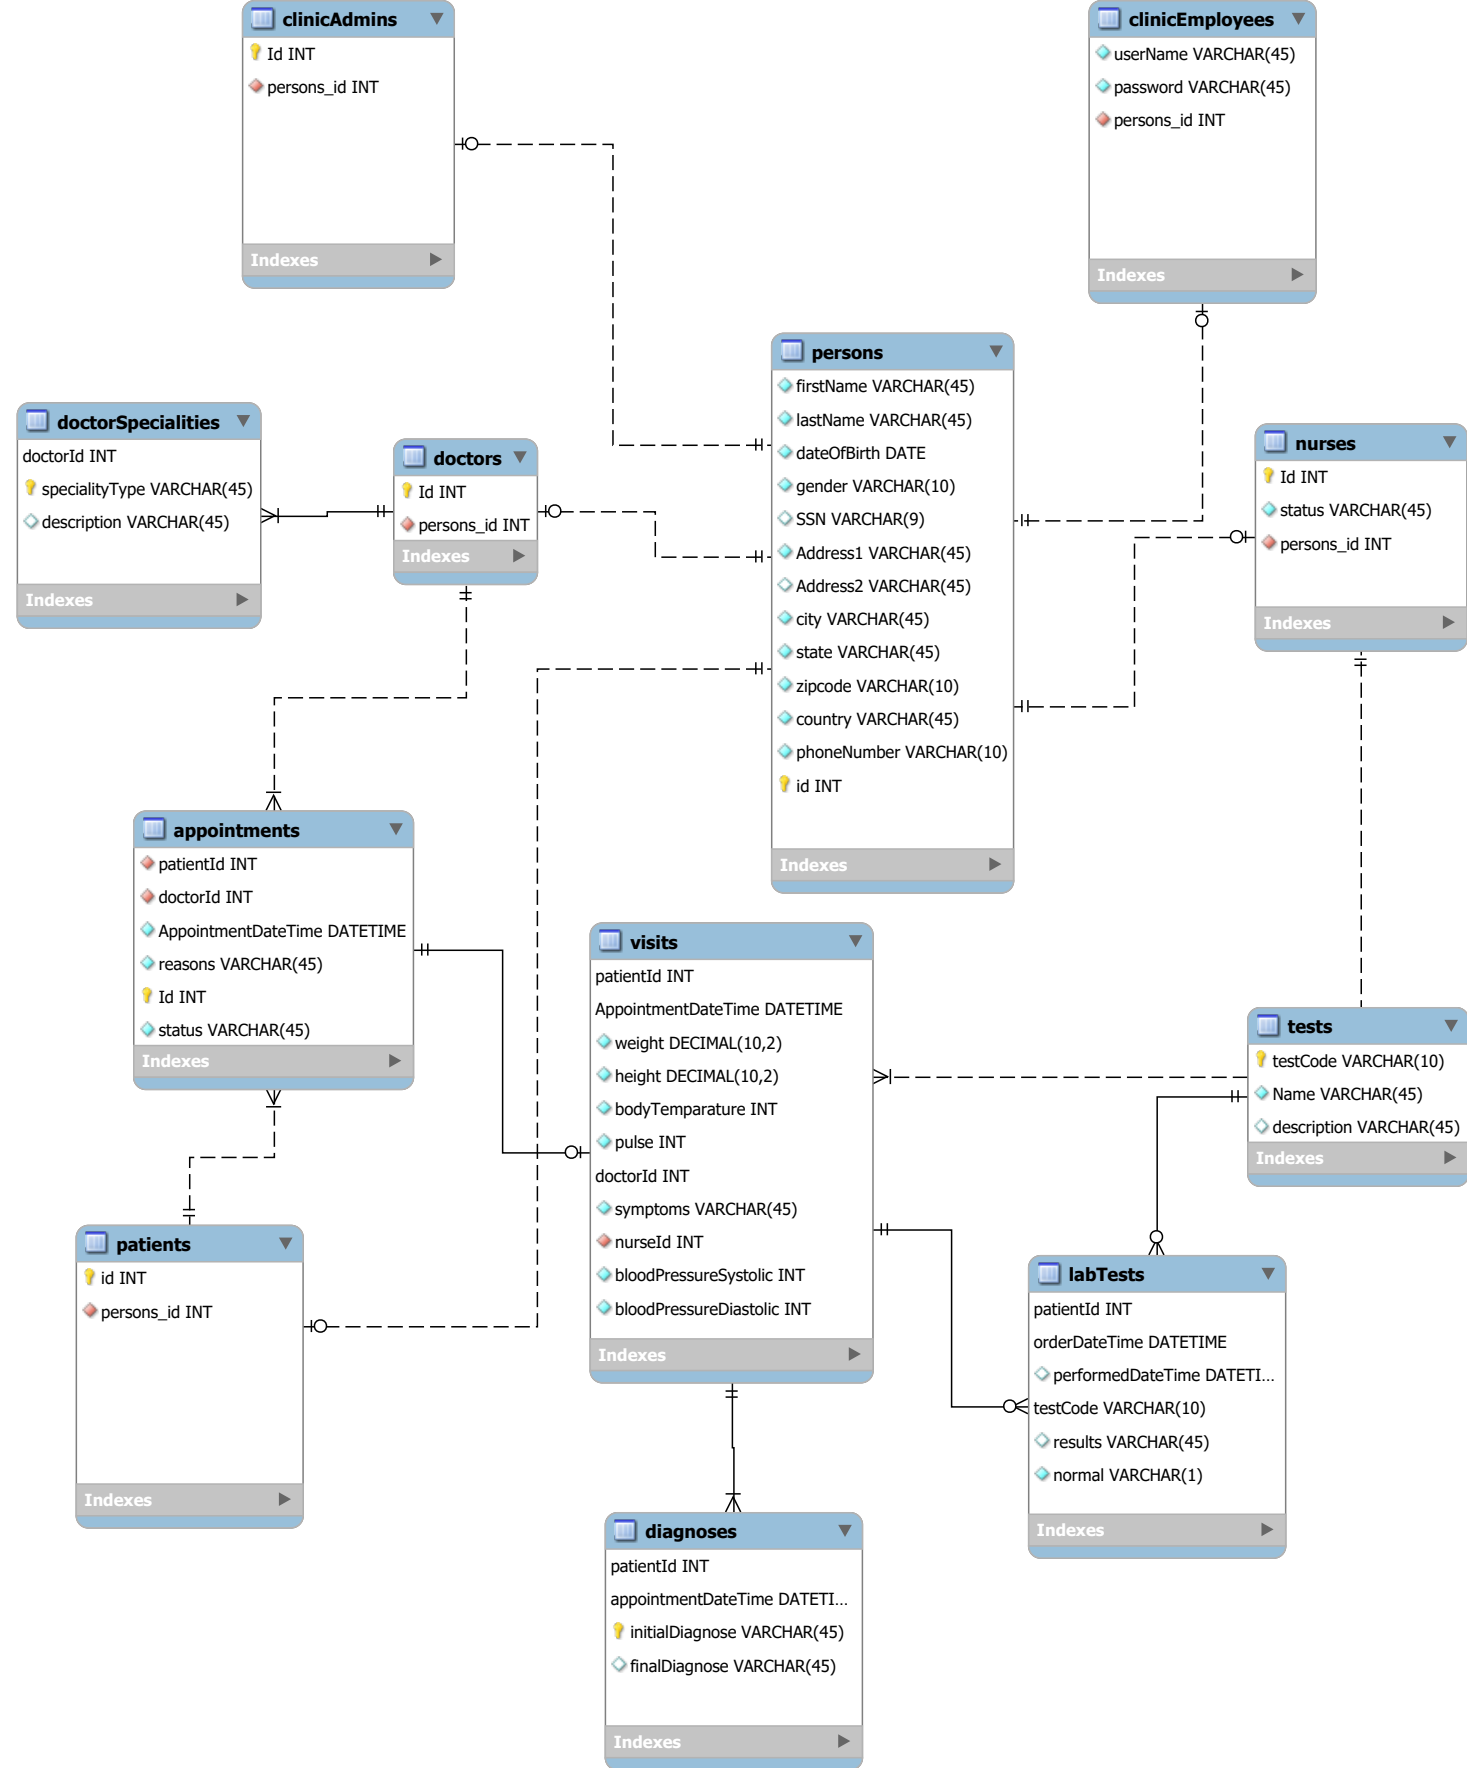 clinicAdmins
Id INT
persons_id INT
Indexes
clinicEmployees
userName VARCHAR(45)
password VARCHAR(45)
persons_id INT
Indexes
persons
firstName VARCHAR(45)
lastName VARCHAR(45)
dateOfBirth DATE
gender VARCHAR(10)
SSN VARCHAR(9)
Address1 VARCHAR(45)
Address2 VARCHAR(45)
city VARCHAR(45)
state VARCHAR(45)
zipcode VARCHAR(10)
country VARCHAR(45)
phoneNumber VARCHAR(10)
id INT
Indexes
doctorSpecialities
doctorId INT
specialityType VARCHAR(45)
description VARCHAR(45)
Indexes
doctors
Id INT
persons_id INT
Indexes
nurses
Id INT
status VARCHAR(45)
persons_id INT
Indexes
appointments
patientId INT
doctorId INT
AppointmentDateTime DATETIME
reasons VARCHAR(45)
Id INT
status VARCHAR(45)
Indexes
visits
patientId INT
AppointmentDateTime DATETIME
weight DECIMAL(10,2)
height DECIMAL(10,2)
bodyTemparature INT
pulse INT
doctorId INT
symptoms VARCHAR(45)
nurseId INT
bloodPressureSystolic INT
bloodPressureDiastolic INT
Indexes
tests
testCode VARCHAR(10)
Name VARCHAR(45)
description VARCHAR(45)
Indexes
patients
id INT
persons_id INT
Indexes
labTests
patientId INT
orderDateTime DATETIME
performedDateTime DATETI...
testCode VARCHAR(10)
results VARCHAR(45)
normal VARCHAR(1)
Indexes
diagnoses
patientId INT
appointmentDateTime DATETI...
initialDiagnose VARCHAR(45)
finalDiagnose VARCHAR(45)
Indexes